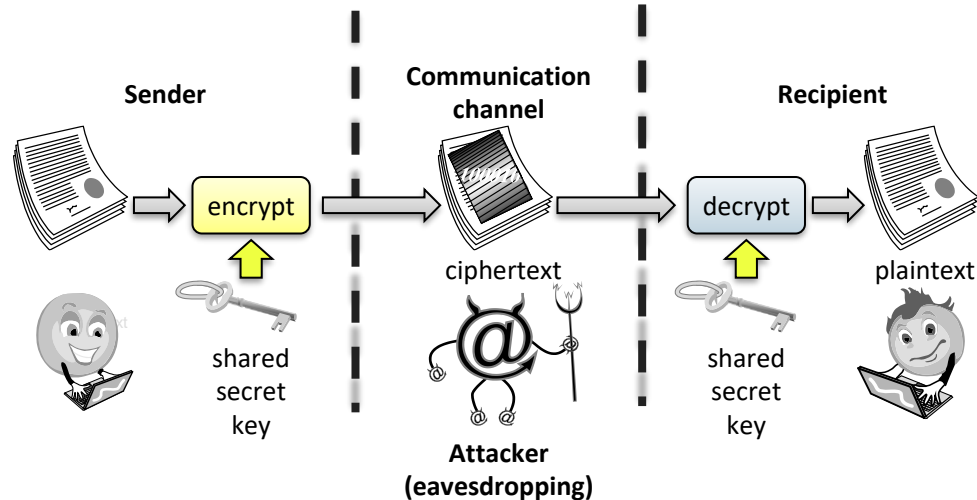 Sender
Communication
channel
Recipient
encrypt
decrypt
ciphertext
plaintext
shared
secret
key
@
@
@
@
@
shared
secret
key
Attacker
(eavesdropping)